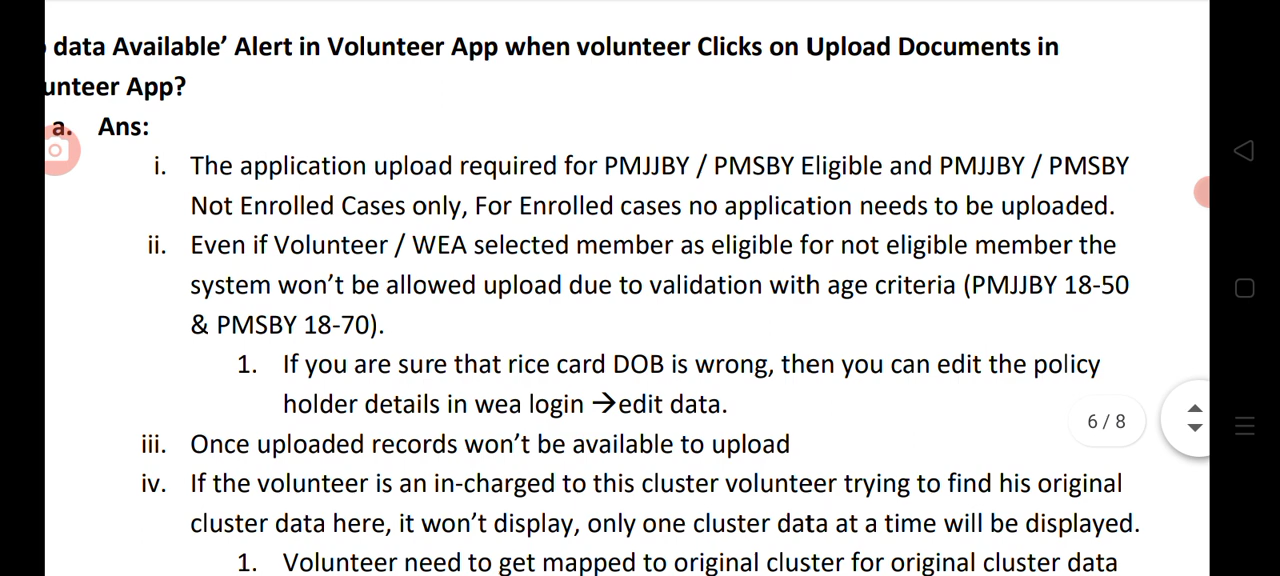 data Available’ Alert in Volunteer App when volunteer Clicks on Upload Documents in
unteer App?
a. Ans:
i. The application upload required for PMJJBY / PMSBY Eligible and PMJJBY / PMSBY
Not Enrolled Cases only, For Enrolled cases no application needs to be uploaded.
ii. Even if Volunteer / WEA selected member as eligible for not eligible member the
system won’t be allowed upload due to validation with age criteria (PMJJBY 18-50
& PMSBY 18-70).
1. If you are sure that rice card DOB is wrong, then you can edit the policy
holder details in wea login →edit data.
6 / 8
iii. Once uploaded records won’t be available to upload
iv. If the volunteer is an in-charged to this cluster volunteer trying to find his original
cluster data here, it won’t display, only one cluster data at a time will be displayed.
1. Volunteer need to get mapped to original cluster for original cluster data